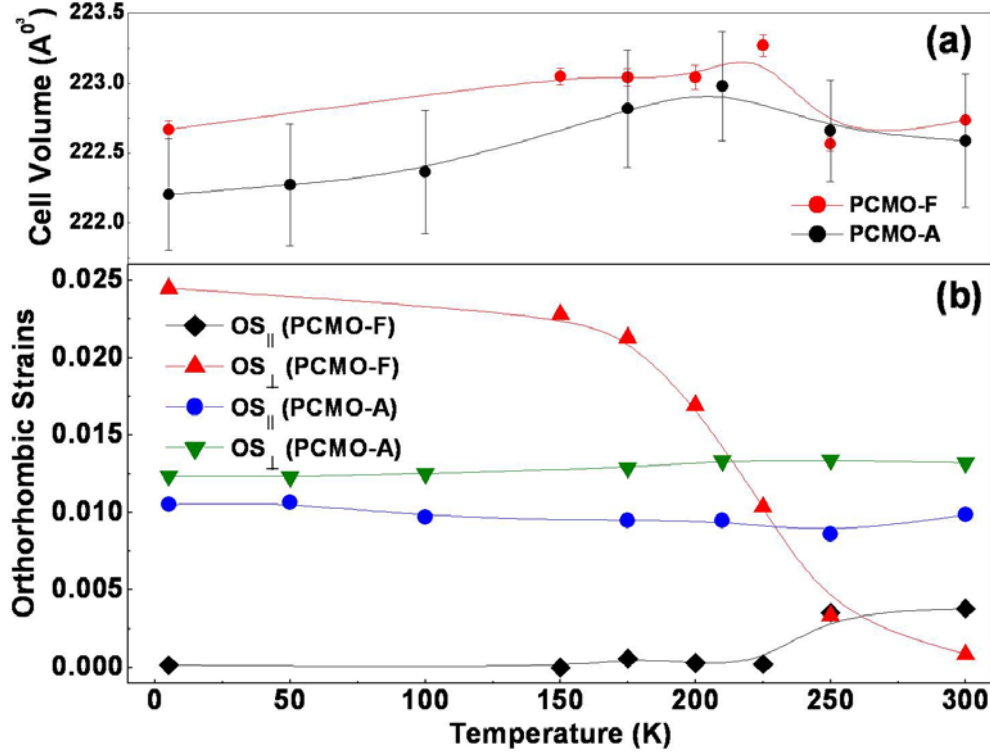 223.5
(a)
Cell Volume (A⁰³)
223.0
222.5
222.0
PCMO-F
PCMO-A
0.025
(b)
Orthorhombic Strains
OS|| (PCMO-F)
0.020
OS⊥ (PCMO-F)
OS|| (PCMO-A)
0.015
OS⊥ (PCMO-A)
0.010
0.005
0.000
0 50 100 150 200 250 300
Temperature (K)